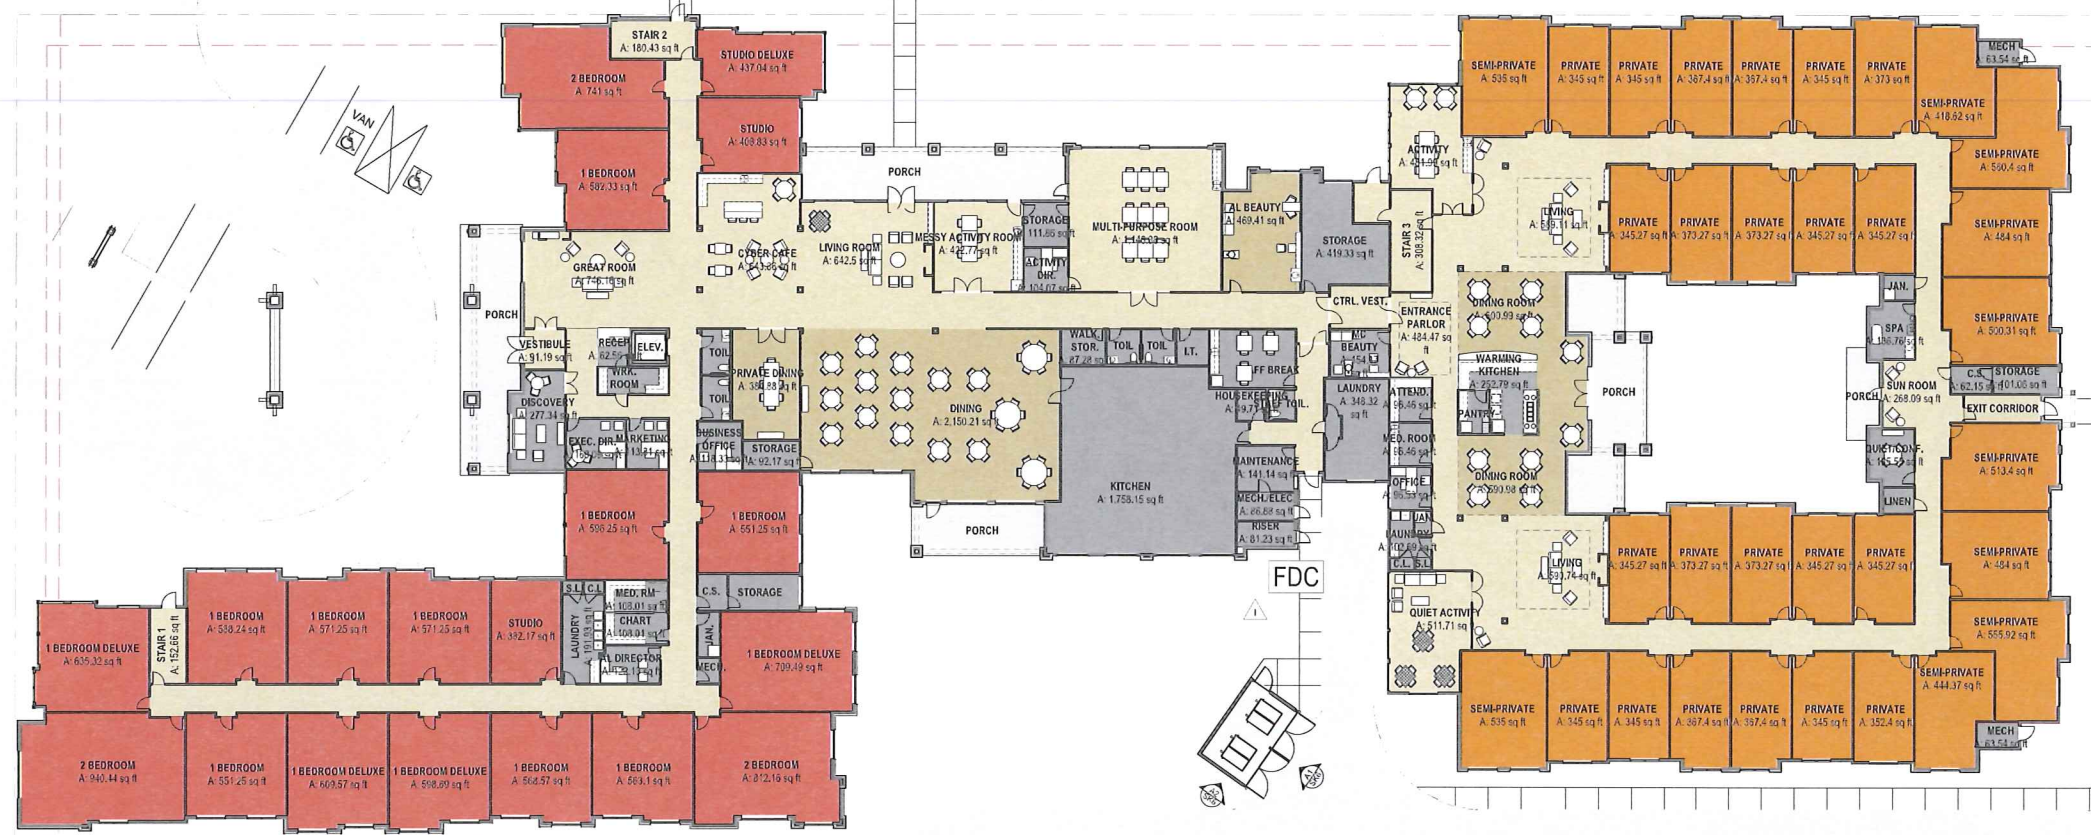 STAIR 2
A: 180.43 sq ft
2 BEDROOM
A: 741 sq ft
STUDIO DELUXE
A: 437.04 sq ft
STUDIO
1 BEDROOM
A: 582.33 sq ft
VAN
PORCH
GREAT ROOM
CYBER CAFE
LIVING ROOM
A: 642.5 sq ft
MESSY ACTIVITY ROOM
STORAGE
ACTIVITY
DIR.
MULTI-PURPOSE ROOM
AL BEAUTY
A: 469.41 sq ft
STORAGE
A: 419.33 sq ft
STAIR 3
A: 308.32 sq ft
CTRL. VEST.
PORCH
VESTIBULE
A: 91.19 sq ft
RECEP.
ELEV.
WRK.
ROOM
DISCOVERY
A: 277.34 sq ft
EXEC. DIR.
MARKETING
TOIL
TOIL
PRIVATE DINING
BUSINESS
OFFICE
STORAGE
A: 92.17 sq ft
DINING
A: 2,150.21 sq ft
PORCH
WALK.
STOR.
TOIL
TOIL
I.T.
KITCHEN
A: 1,758.15 sq ft
HOUSEKEEPING
STAFF TOIL.
MAINTENANCE
A: 141.14 sq ft
MECH./ELEC
A: 86.88 sq ft
RISER
A: 81.23 sq ft
MC
BEAUTY
LAUNDRY
A: 348.32
sq ft
FDC
1 BEDROOM
1 BEDROOM
A: 551.25 sq ft
S.L.
C.L
MED. RM
A: 108.01 sq ft
CHART
A: 108.01 sq ft
LAUNDRY
AL DIRECTOR
C.S.
STORAGE
JAN.
MECH.
1 BEDROOM DELUXE
A: 709.49 sq ft
1 BEDROOM DELUXE
A: 635.32 sq ft
STAIR 1
A: 152.66 sq ft
1 BEDROOM
A: 538.24 sq ft
1 BEDROOM
A: 571.25 sq ft
1 BEDROOM
A: 571.25 sq ft
STUDIO
A: 382.17 sq ft
2 BEDROOM
A: 940.44 sq ft
1 BEDROOM
A: 551.25 sq ft
1 BEDROOM DELUXE
A: 609.57 sq ft
1 BEDROOM DELUXE
A: 598.69 sq ft
1 BEDROOM
A: 568.57 sq ft
1 BEDROOM
A: 563.1 sq ft
2 BEDROOM
A: 812.16 sq ft
SEMI-PRIVATE
A: 535 sq ft
PRIVATE
A: 345 sq ft
PRIVATE
A: 345 sq ft
PRIVATE
A: 367.4 sq ft
PRIVATE
A: 367.4 sq ft
PRIVATE
A: 345 sq ft
PRIVATE
A: 373 sq ft
SEMI-PRIVATE
A: 418.62 sq ft
MECH
A: 63.54 sq ft
SEMI-PRIVATE
A: 560.4 sq ft
ACTIVITY
LIVING
PRIVATE
A: 345.27 sq ft
PRIVATE
A: 373.27 sq ft
PRIVATE
A: 373.27 sq ft
PRIVATE
A: 345.27 sq ft
PRIVATE
A: 345.27 sq ft
SEMI-PRIVATE
A: 484 sq ft
SEMI-PRIVATE
A: 500.31 sq ft
ENTRANCE
PARLOR
A: 484.47
sq ft
DINING ROOM
WARMING
KITCHEN
A: 252.79 sq ft
PANTRY
DINING ROOM
PORCH
JAN.
SPA
SUN ROOM
A: 268.09 sq ft
PORCH
C.S.
A: 62.15 sq ft
STORAGE
EXIT CORRIDOR
QUIET/CONF.
LINEN
SEMI-PRIVATE
A: 513.4 sq ft
SEMI-PRIVATE
A: 484 sq ft
ATTEND.
MED. ROOM
OFFICE
JAN
LAUNDRY
C.L.
S.L.
QUIET ACTIVITY
A: 511.71 sq ft
LIVING
PRIVATE
A: 345.27 sq ft
PRIVATE
A: 373.27 sq ft
PRIVATE
A: 373.27 sq ft
PRIVATE
A: 345.27 sq ft
PRIVATE
A: 345.27 sq ft
SEMI-PRIVATE
A: 555.92 sq ft
SEMI-PRIVATE
A: 444.37 sq ft
SEMI-PRIVATE
A: 535 sq ft
PRIVATE
A: 345 sq ft
PRIVATE
A: 345 sq ft
PRIVATE
A: 367.4 sq ft
PRIVATE
A: 367.4 sq ft
PRIVATE
A: 345 sq ft
PRIVATE
A: 352.4 sq ft
MECH
A: 63.54 sq ft